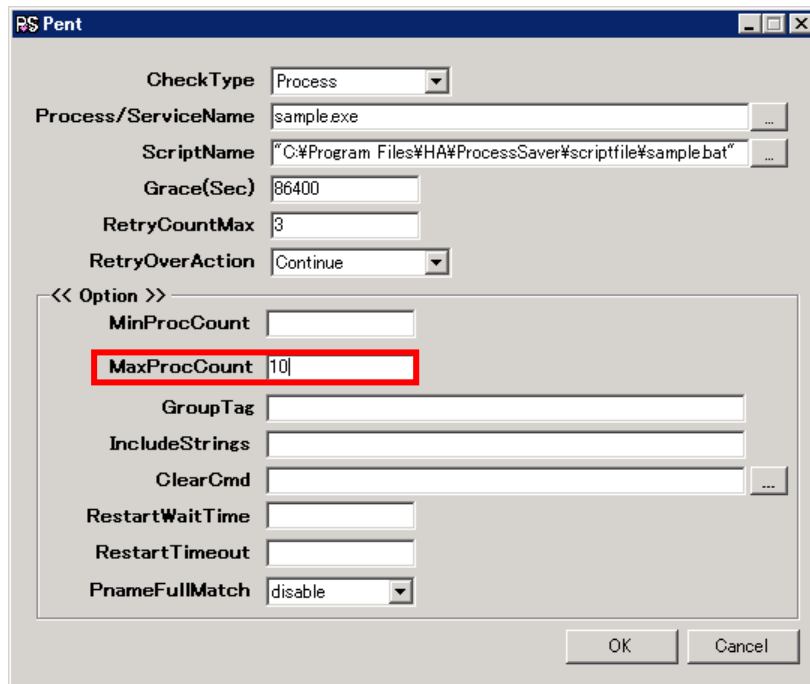 PS Pent
CheckType Process
Process/ServiceName sample.exe ...
ScriptName "C:¥Program Files¥HA¥ProcessSaver¥scriptfile¥sample.bat" ...
Grace(Sec) 86400
RetryCountMax 3
RetryOverAction Continue
<< Option >>
MinProcCount
MaxProcCount 10
GroupTag
IncludeStrings
ClearCmd ...
RestartWaitTime
RestartTimeout
PnameFullMatch disable
OK Cancel